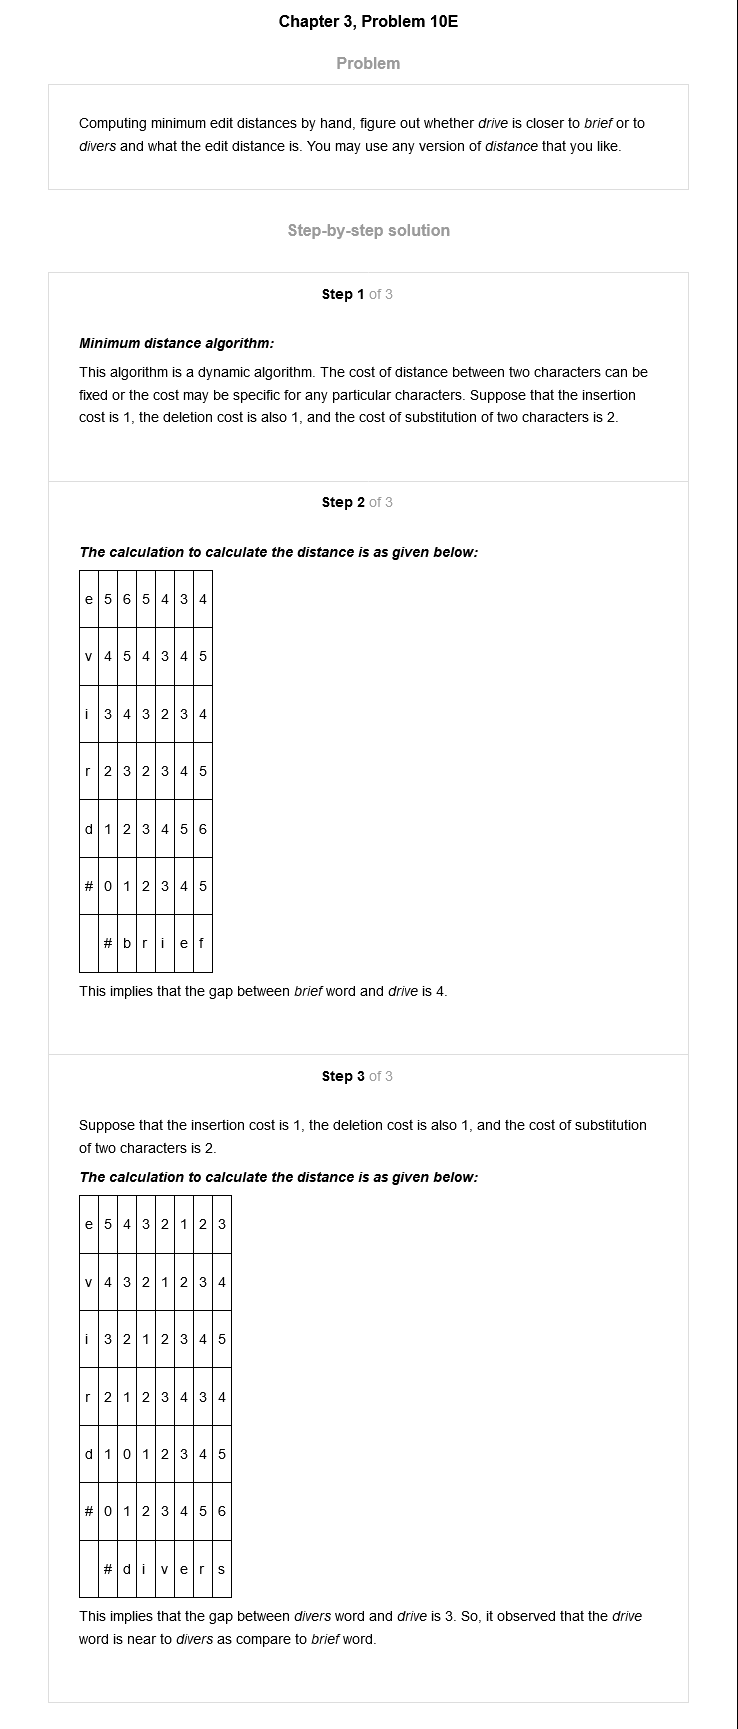 Chapter 3, Problem 10E
Problem
Computing minimum edit distances by hand, figure out whether drive is closer to brief or to
divers and what the edit distance is. You may use any version of distance that you like.
Step-by-step solution
Step 1 of 3
Minimum distance algorithm:
This algorithm is a dynamic algorithm. The cost of distance between two characters can be
fixed or the cost may be specific for any particular characters. Suppose that the insertion
cost is 1, the deletion cost is also 1, and the cost of substitution of two characters is 2.
Step 2 of 3
The calculation to calculate the distance is as given below:
e 5 6 5 4 3 4
v 4 5 4 3 4 5
i 3 4 3 2 3 4
r 2 3 2 3 4 5
d 1 2 3 4 5 6
# 0 1 2 3 4 5
# b r i e f
This implies that the gap between brief word and drive is 4.
Step 3 of 3
Suppose that the insertion cost is 1, the deletion cost is also 1, and the cost of substitution
of two characters is 2.
The calculation to calculate the distance is as given below:
e 5 4 3 2 1 2 3
v 4 3 2 1 2 3 4
i 3 2 1 2 3 4 5
r 2 1 2 3 4 3 4
d 1 0 1 2 3 4 5
# 0 1 2 3 4 5 6
# d i v e r s
This implies that the gap between divers word and drive is 3. So, it observed that the drive
word is near to divers as compare to brief word.